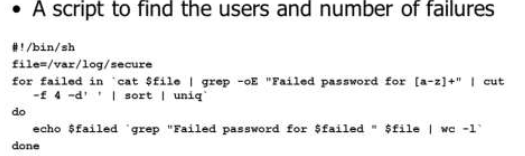 • A script to find the users and number of failures
#!/bin/sh
file=/var/log/secure
for failed in `cat $file | grep -oE "Failed password for [a-z]+" | cut
-f 4 -d' ' | sort | uniq`
do
echo $failed `grep "Failed password for $failed " $file | wc -l`
done